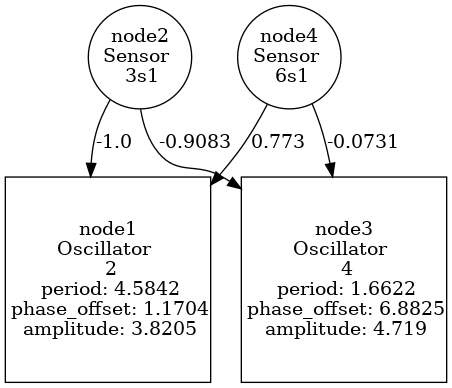 node2
Sensor
3s1
node4
Sensor
6s1
-1.0
-0.9083
0.773
-0.0731
node1
Oscillator
2
period: 4.5842
phase_offset: 1.1704
amplitude: 3.8205
node3
Oscillator
4
period: 1.6622
phase_offset: 6.8825
amplitude: 4.719